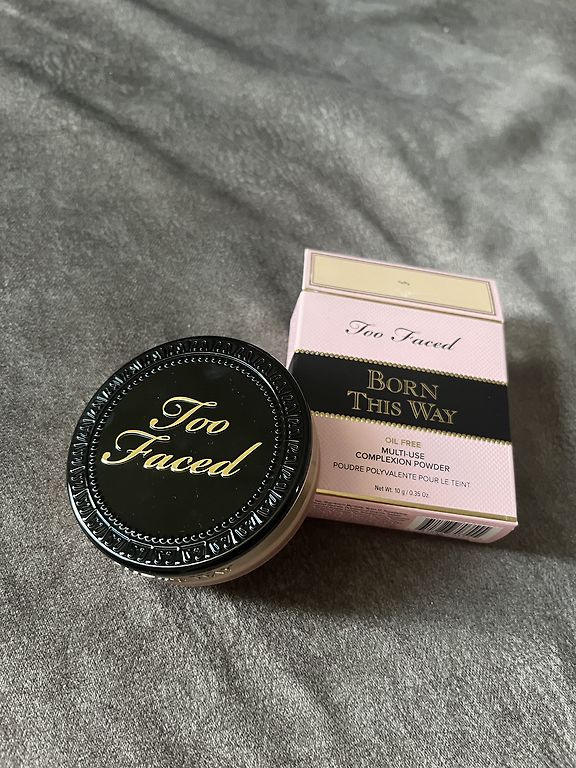 Too
Faced
Too Faced
BORN
THIS WAY
OIL FREE
MULTI-USE
COMPLEXION POWDER
POUDRE POLYVALENTE POUR LE TEINT
Net Wt. 10 g / 0.35 Oz.